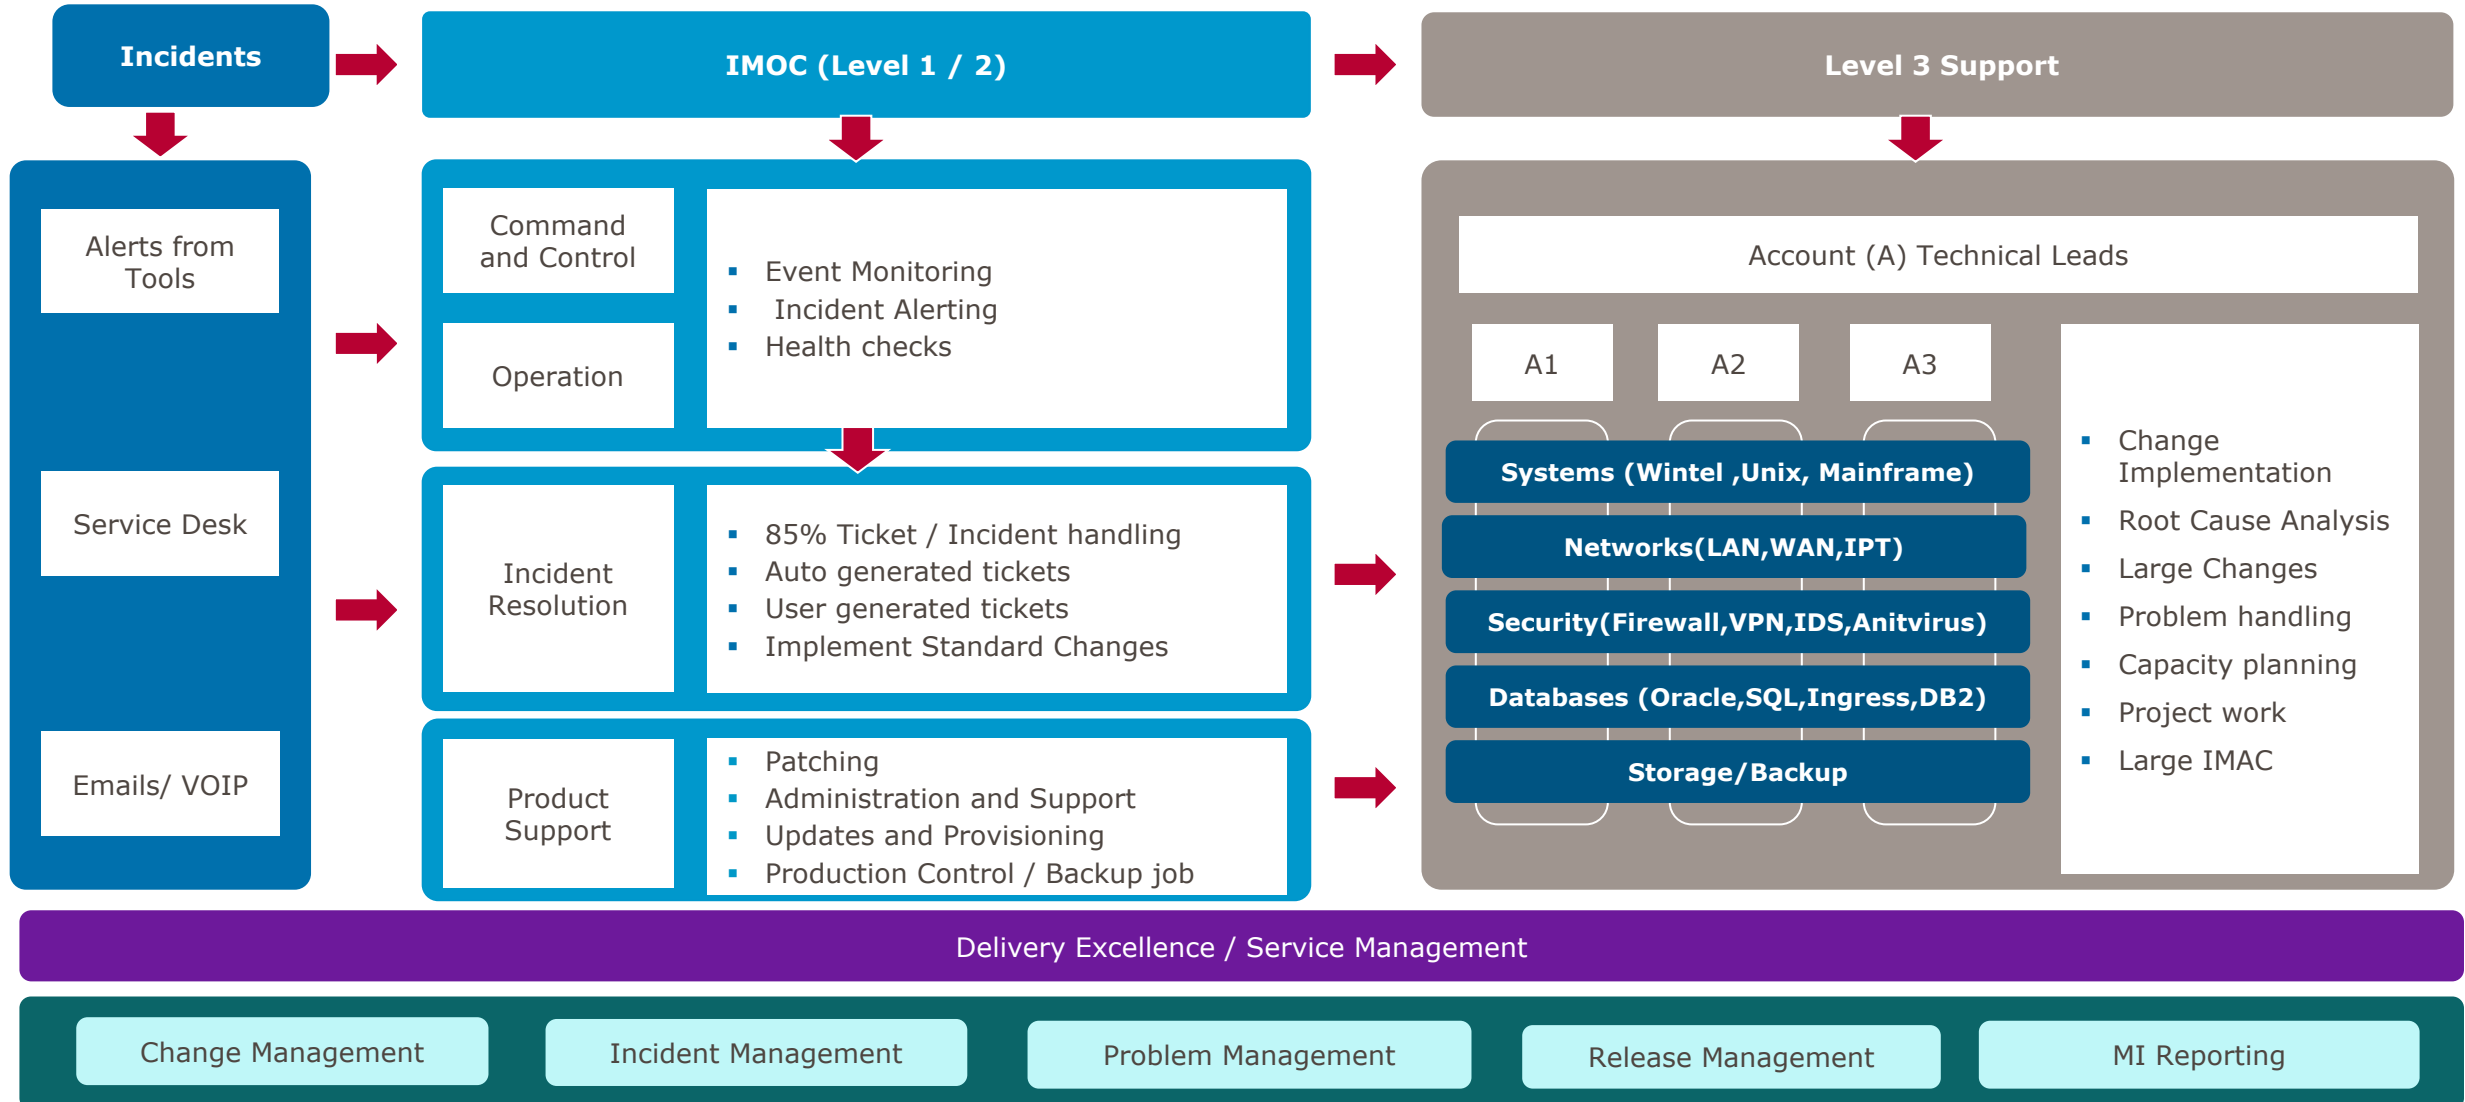 Incidents
IMOC (Level 1 / 2)
Level 3 Support
Alerts from
Tools
Service Desk
Emails/ VOIP
Command
and Control
Operation
▪ Event Monitoring
▪ Incident Alerting
▪ Health checks
Incident
Resolution
▪ 85% Ticket / Incident handling
▪ Auto generated tickets
▪ User generated tickets
▪ Implement Standard Changes
Product
Support
▪ Patching
▪ Administration and Support
▪ Updates and Provisioning
▪ Production Control / Backup job
Account (A) Technical Leads
A1
A2
A3
Systems (Wintel ,Unix, Mainframe)
Networks(LAN,WAN,IPT)
Security(Firewall,VPN,IDS,Anitvirus)
Databases (Oracle,SQL,Ingress,DB2)
Storage/Backup
▪ Change
Implementation
▪ Root Cause Analysis
▪ Large Changes
▪ Problem handling
▪ Capacity planning
▪ Project work
▪ Large IMAC
Delivery Excellence / Service Management
Change Management
Incident Management
Problem Management
Release Management
MI Reporting